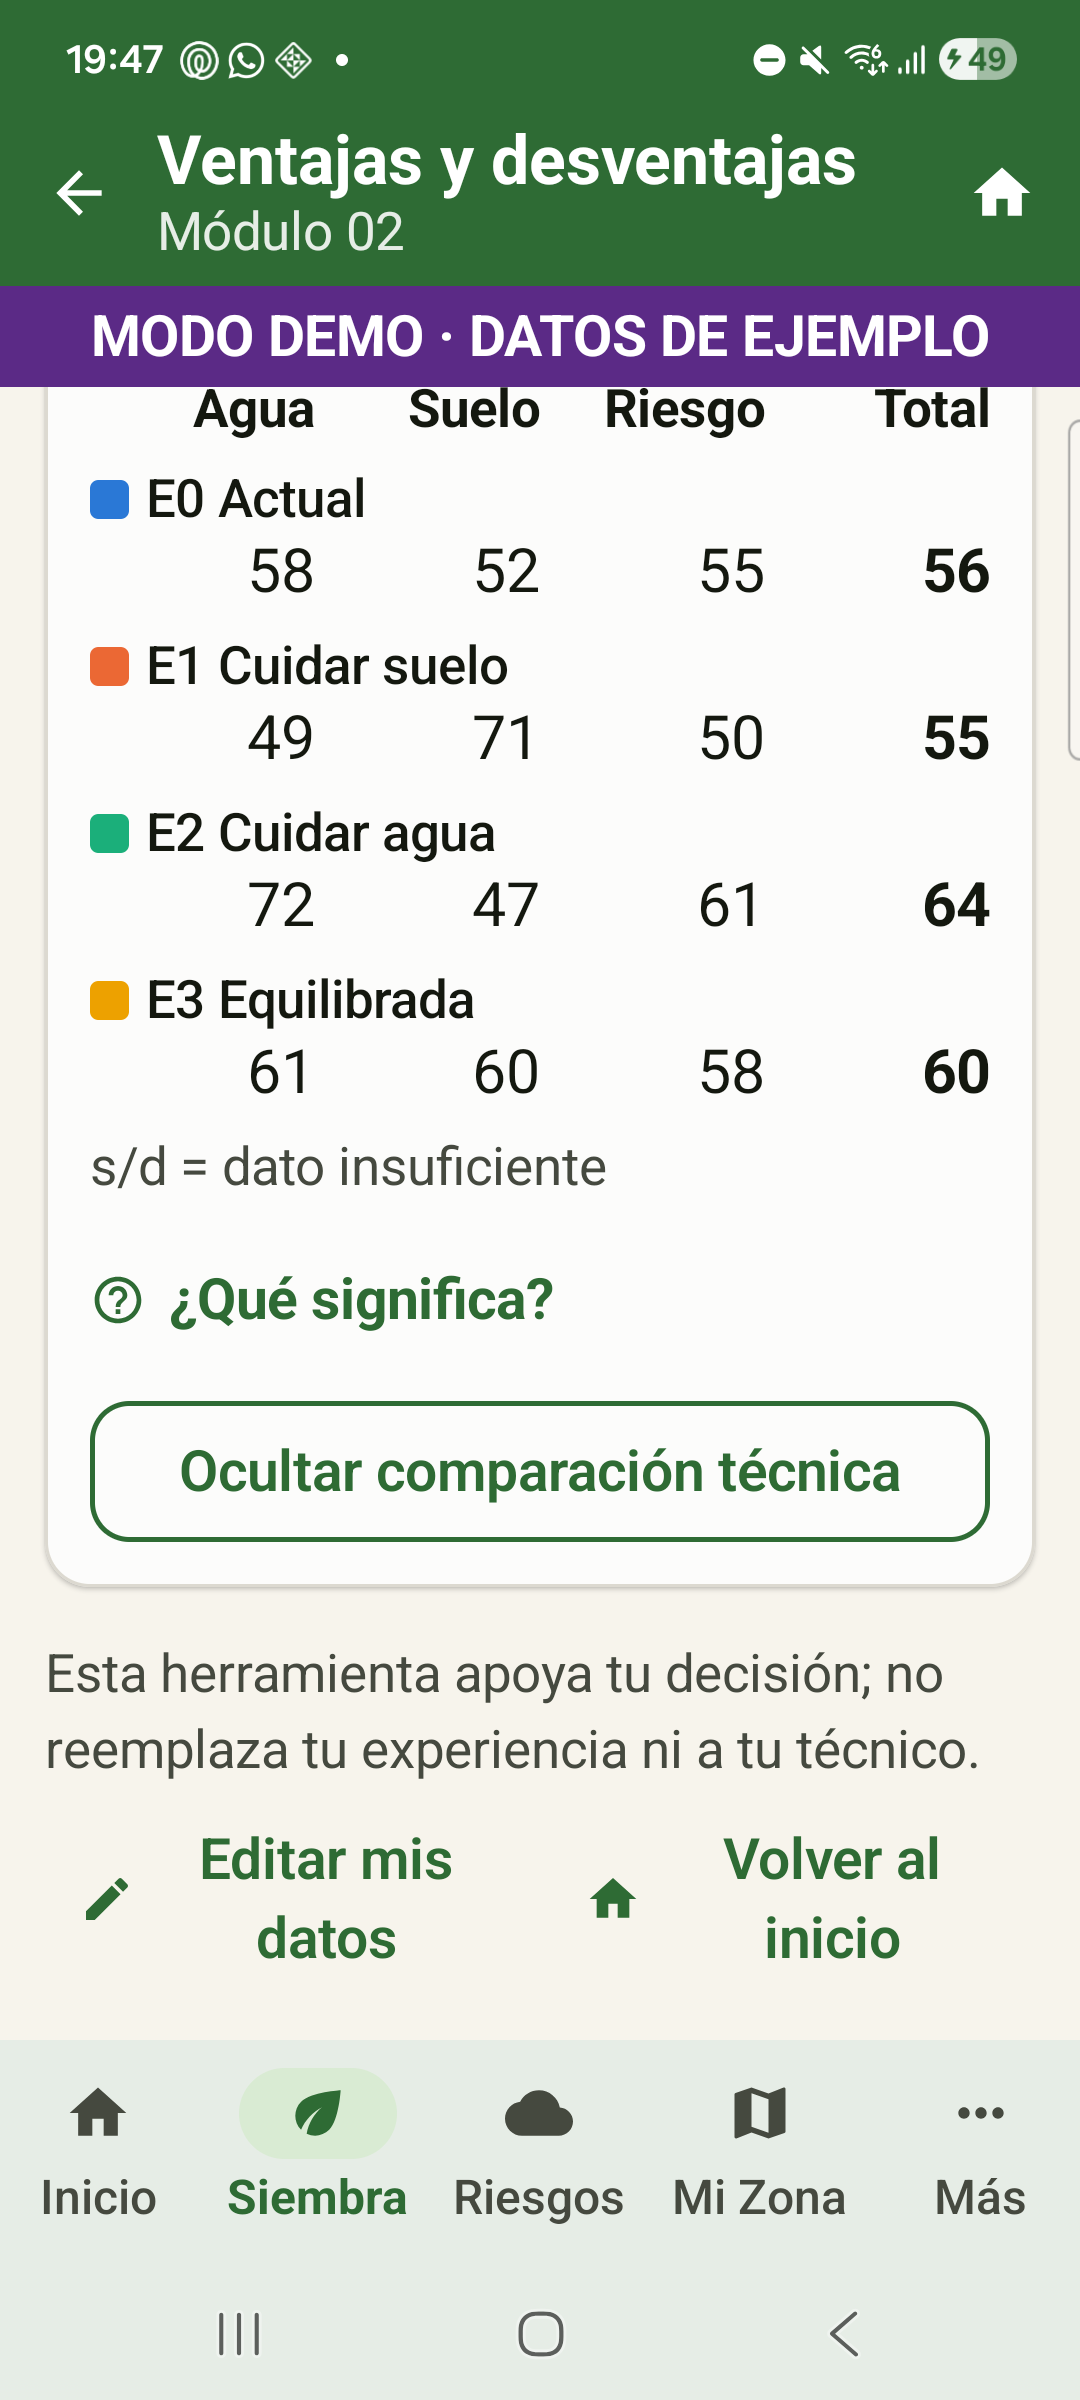 19:47
49
Ventajas y desventajas
Módulo 02
MODO DEMO · DATOS DE EJEMPLO
Agua Suelo Riesgo Total
E0 Actual
58 52 55 56
E1 Cuidar suelo
49 71 50 55
E2 Cuidar agua
72 47 61 64
E3 Equilibrada
61 60 58 60
s/d = dato insuficiente
¿Qué significa?
Ocultar comparación técnica
Esta herramienta apoya tu decisión; no
reemplaza tu experiencia ni a tu técnico.
Editar mis
datos
Volver al
inicio
Inicio Siembra Riesgos Mi Zona Más